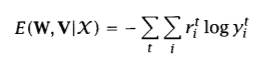 E(W, V|X) = − ∑_t ∑_i r_i^t log y_i^t